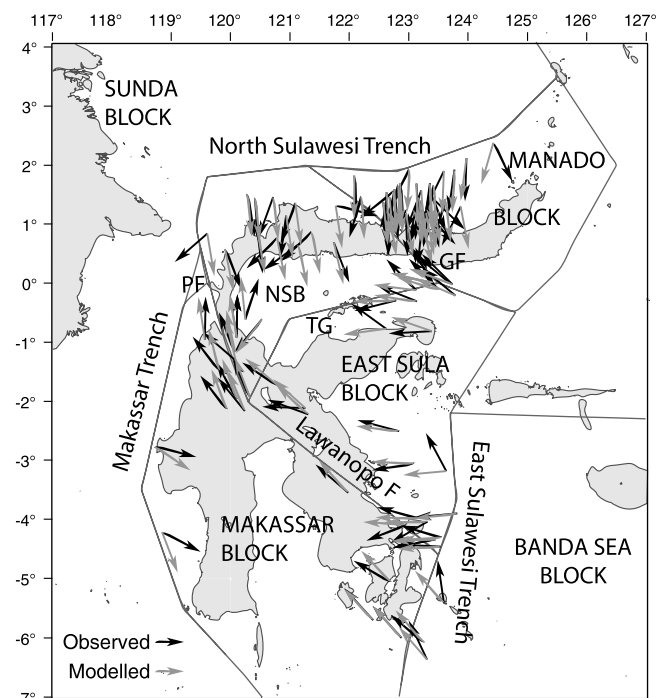 117° 118° 119° 120° 121° 122° 123° 124° 125° 126° 127°
4°
3°
2°
1°
0°
-1°
-2°
-3°
-4°
-5°
-6°
7°
SUNDA
BLOCK
North Sulawesi Trench
MANADO
BLOCK
GF
PF
NSB
TG
EAST SULA
BLOCK
Makassar Trench
Lawanopo F
East Sulawesi Trench
MAKASSAR
BLOCK
BANDA SEA
BLOCK
Observed
Modelled